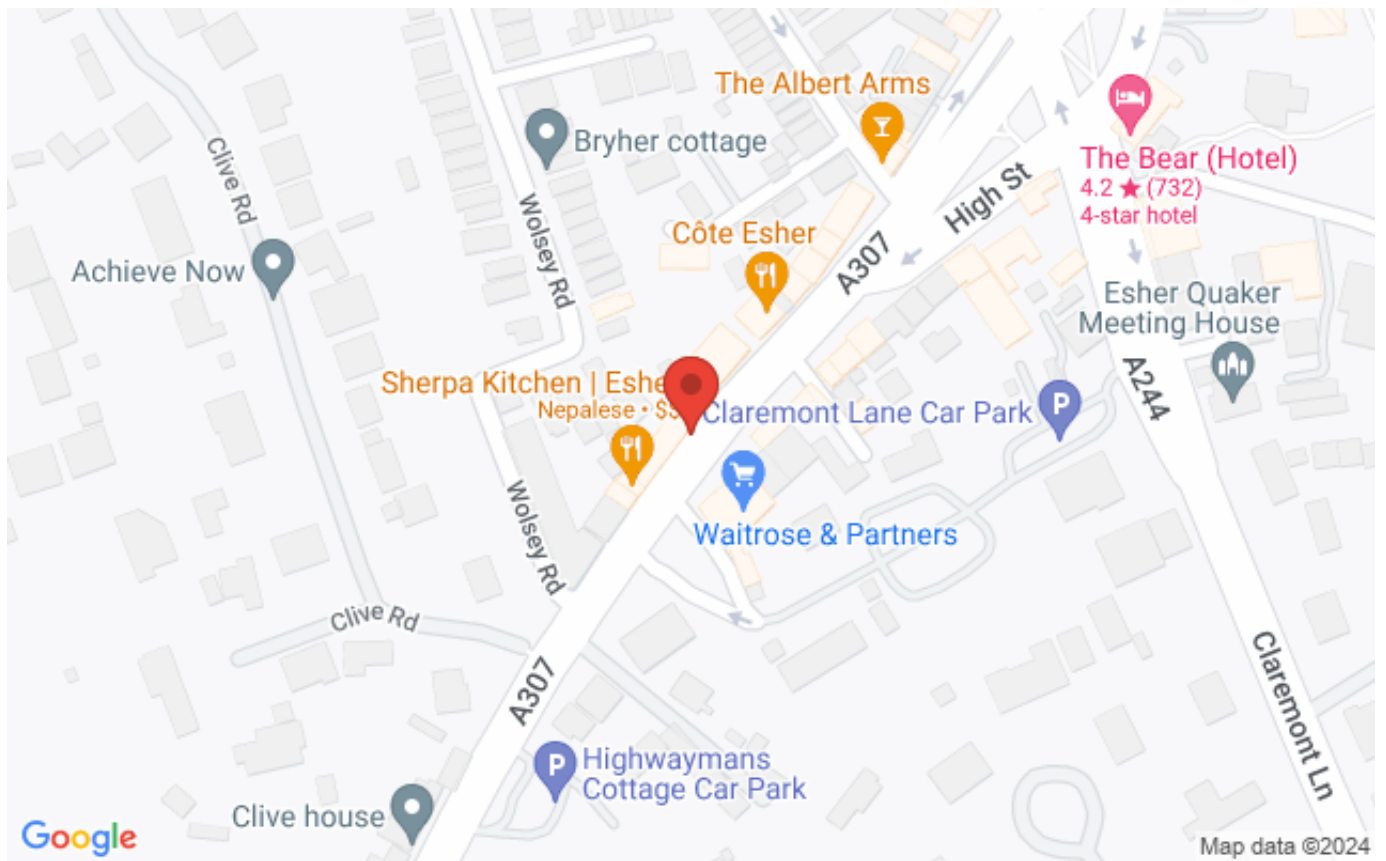 The Albert Arms
Bryher cottage
Clive Rd
Wolsey Rd
The Bear (Hotel)
4.2 ★ (732)
4-star hotel
High St
Côte Esher
A307
Achieve Now
Esher Quaker
Meeting House
Sherpa Kitchen | Eshe
Nepalese • $
A244
Claremont Lane Car Park
P
Wolsey Rd
Waitrose & Partners
Clive Rd
A307
Claremont Ln
P
Highwaymans
Cottage Car Park
Clive house
Google
Map data ©2024